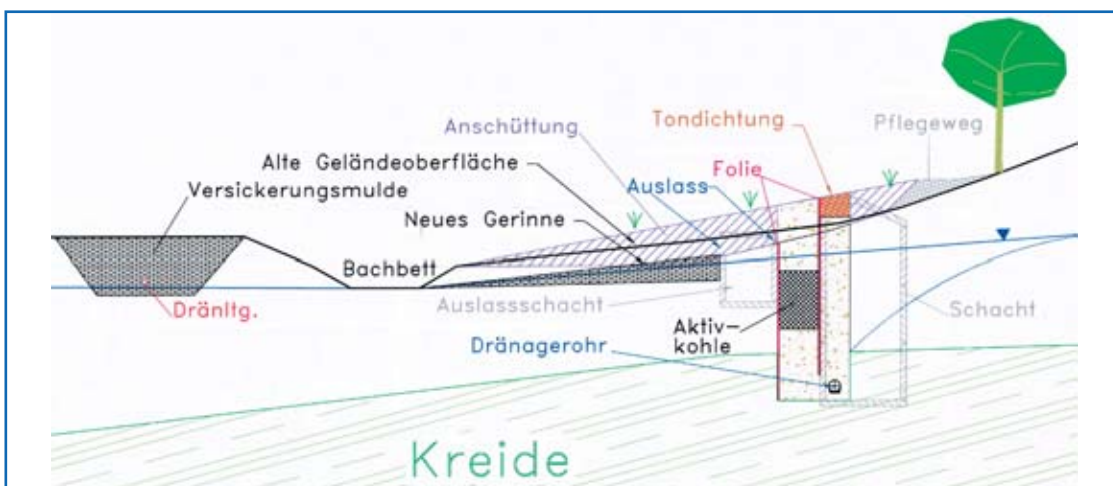 Anschüttung
Tondichtung
Pflegeweg
Alte Geländeoberfläche
Folie
Versickerungsmulde
Auslass
Neues Gerinne
Bachbett
Auslassschacht
Dränltg.
Schacht
Aktiv-
kohle
Dränagerohr
Kreide